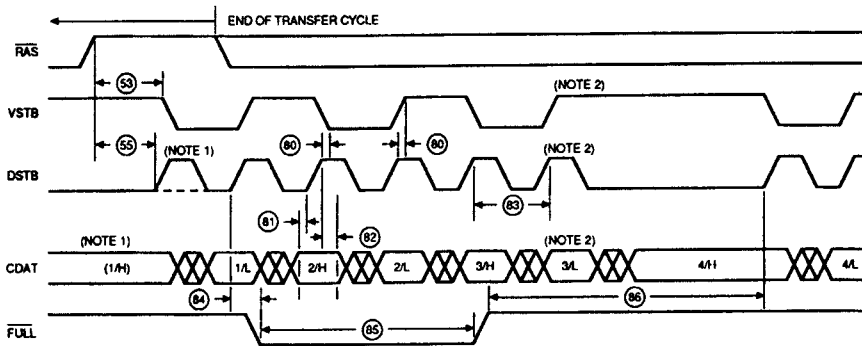 END OF TRANSFER CYCLE
RAS
53
VSTB
(NOTE 2)
55
(NOTE 1)
80
80
(NOTE 2)
DSTB
83
81
82
(NOTE 1)
(NOTE 2)
CDAT
(1/H)
1/L
2/H
2/L
3/H
3/L
4/H
4/L
84
85
86
FULL